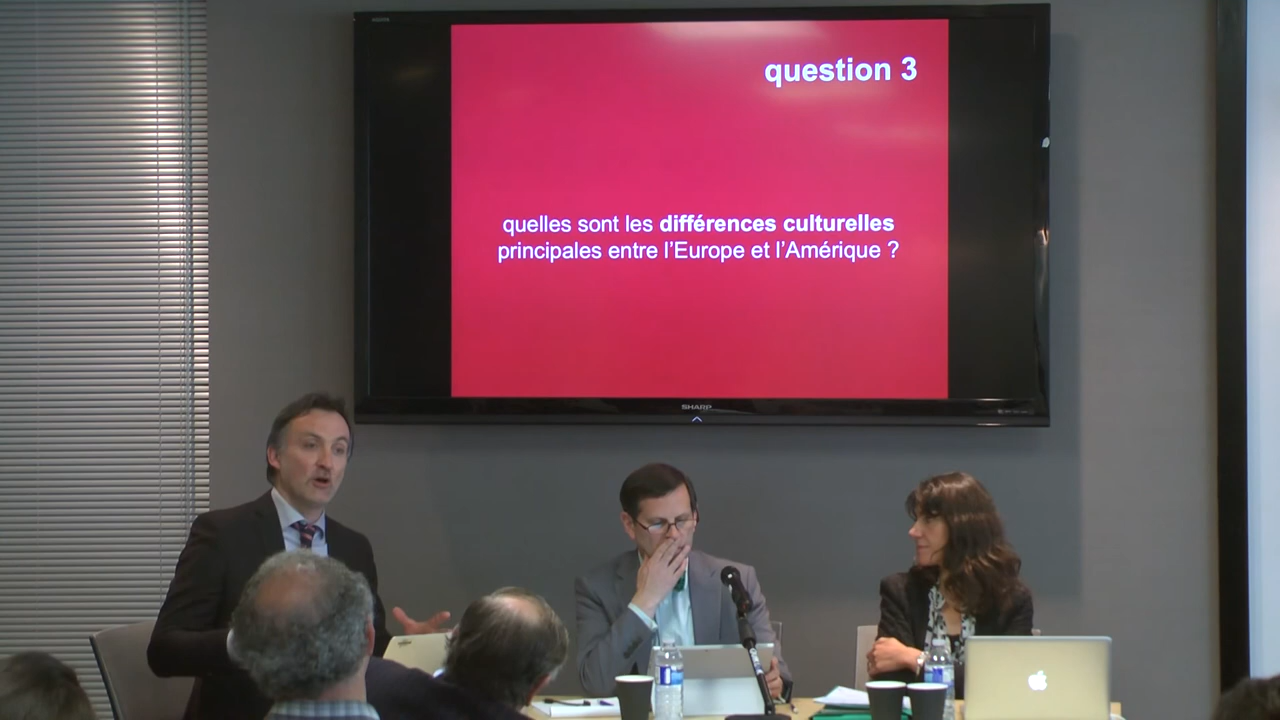 question 3
quelles sont les différences culturelles
principales entre l'Europe et l'Amérique ?
SHARP